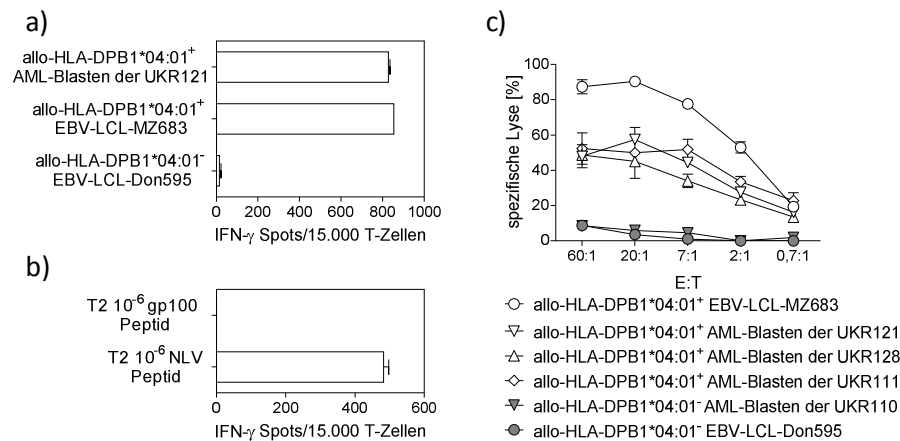 a)
allo-HLA-DPB1*04:01⁺
AML-Blasten der UKR121
allo-HLA-DPB1*04:01⁺
EBV-LCL-MZ683
allo-HLA-DPB1*04:01⁻
EBV-LCL-Don595
0 200 400 600 800 1000
IFN-γ Spots/15.000 T-Zellen
b)
T2 10⁻⁶ gp100
Peptid
T2 10⁻⁶ NLV
Peptid
0 200 400 600
IFN-γ Spots/15.000 T-Zellen
c)
spezifische Lyse [%]
100
80
60
40
20
0
60:1 20:1 7:1 2:1 0,7:1
E:T
allo-HLA-DPB1*04:01⁺ EBV-LCL-MZ683
allo-HLA-DPB1*04:01⁺ AML-Blasten der UKR121
allo-HLA-DPB1*04:01⁺ AML-Blasten der UKR128
allo-HLA-DPB1*04:01⁺ AML-Blasten der UKR111
allo-HLA-DPB1*04:01⁻ AML-Blasten der UKR110
allo-HLA-DPB1*04:01⁻ EBV-LCL-Don595